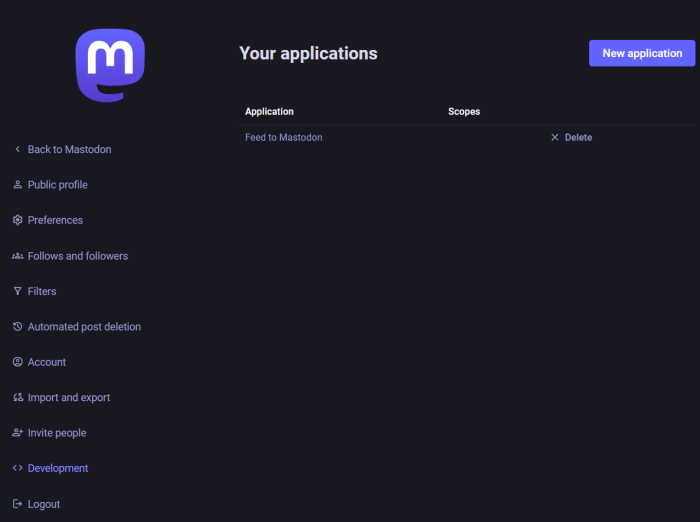 Your applications
New application
Application Scopes
Feed to Mastodon Delete
Back to Mastodon
Public profile
Preferences
Follows and followers
Filters
Automated post deletion
Account
Import and export
Invite people
Development
Logout